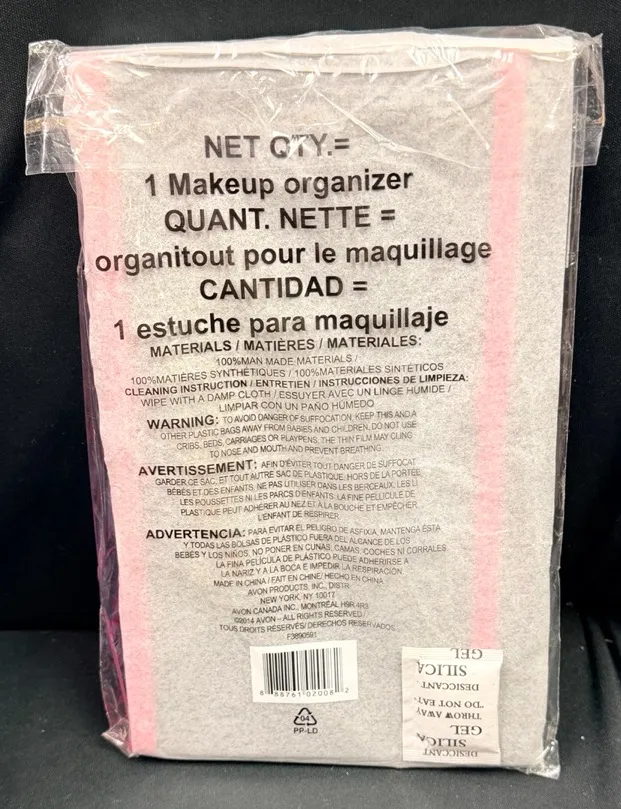 NET QTY.=
1 Makeup organizer
QUANT. NETTE =
organitout pour le maquillage
CANTIDAD =
1 estuche para maquillaje
MATERIALS / MATIÈRES / MATERIALES:
100%MAN MADE MATERIALS /
100%MATIÈRES SYNTHÉTIQUES / 100%MATERIALES SINTÉTICOS
CLEANING INSTRUCTION / ENTRETIEN / INSTRUCCIONES DE LIMPIEZA:
WIPE WITH A DAMP CLOTH / ESSUYER AVEC UN LINGE HUMIDE /
LIMPIAR CON UN PAÑO HÚMEDO
WARNING: TO AVOID DANGER OF SUFFOCATION, KEEP THIS AND A
OTHER PLASTIC BAGS AWAY FROM BABIES AND CHILDREN. DO NOT USE
CRIBS, BEDS, CARRIAGES OR PLAYPENS. THE THIN FILM MAY CLING
TO NOSE AND MOUTH AND PREVENT BREATHING.
AVERTISSEMENT: AFIN D'ÉVITER TOUT DANGER DE SUFFOCAT
GARDER CE SAC, ET TOUT AUTRE SAC DE PLASTIQUE, HORS DE LA PORTÉE
BÉBÉS ET DES ENFANTS. NE PAS UTILISER DANS LES BERCEAUX, LES LI
LES POUSSETTES NI LES PARCS D'ENFANTS. LA FINE PELLICULE DE
PLASTIQUE PEUT ADHÉRER AU NEZ ET À LA BOUCHE ET EMPÊCHER
L'ENFANT DE RESPIRER.
ADVERTENCIA: PARA EVITAR EL PELIGRO DE ASFIXIA, MANTENGA ÉSTA
Y TODAS LAS BOLSAS DE PLÁSTICO FUERA DEL ALCANCE DE LOS
BEBÉS Y LOS NIÑOS. NO PONER EN CUNAS, CAMAS, COCHES NI CORRALES.
LA FINA PELÍCULA DE PLÁSTICO PUEDE ADHERIRSE A
LA NARIZ Y A LA BOCA E IMPEDIR LA RESPIRACIÓN.
MADE IN CHINA / FAIT EN CHINE/ HECHO EN CHINA
AVON PRODUCTS, INC., DISTR.
NEW YORK, NY 10017
AVON CANADA INC., MONTRÉAL H9R 4R3
©2014 AVON – ALL RIGHTS RESERVED/
TOUS DROITS RÉSERVÉS/ DERECHOS RESERVADOS
F3890591
8 88761 02008 2
04
PP-LD
DESICCANT
SILICA
GEL
THROW AWAY
"DO NOT EAT"
DESICCANT
SILICA
GEL